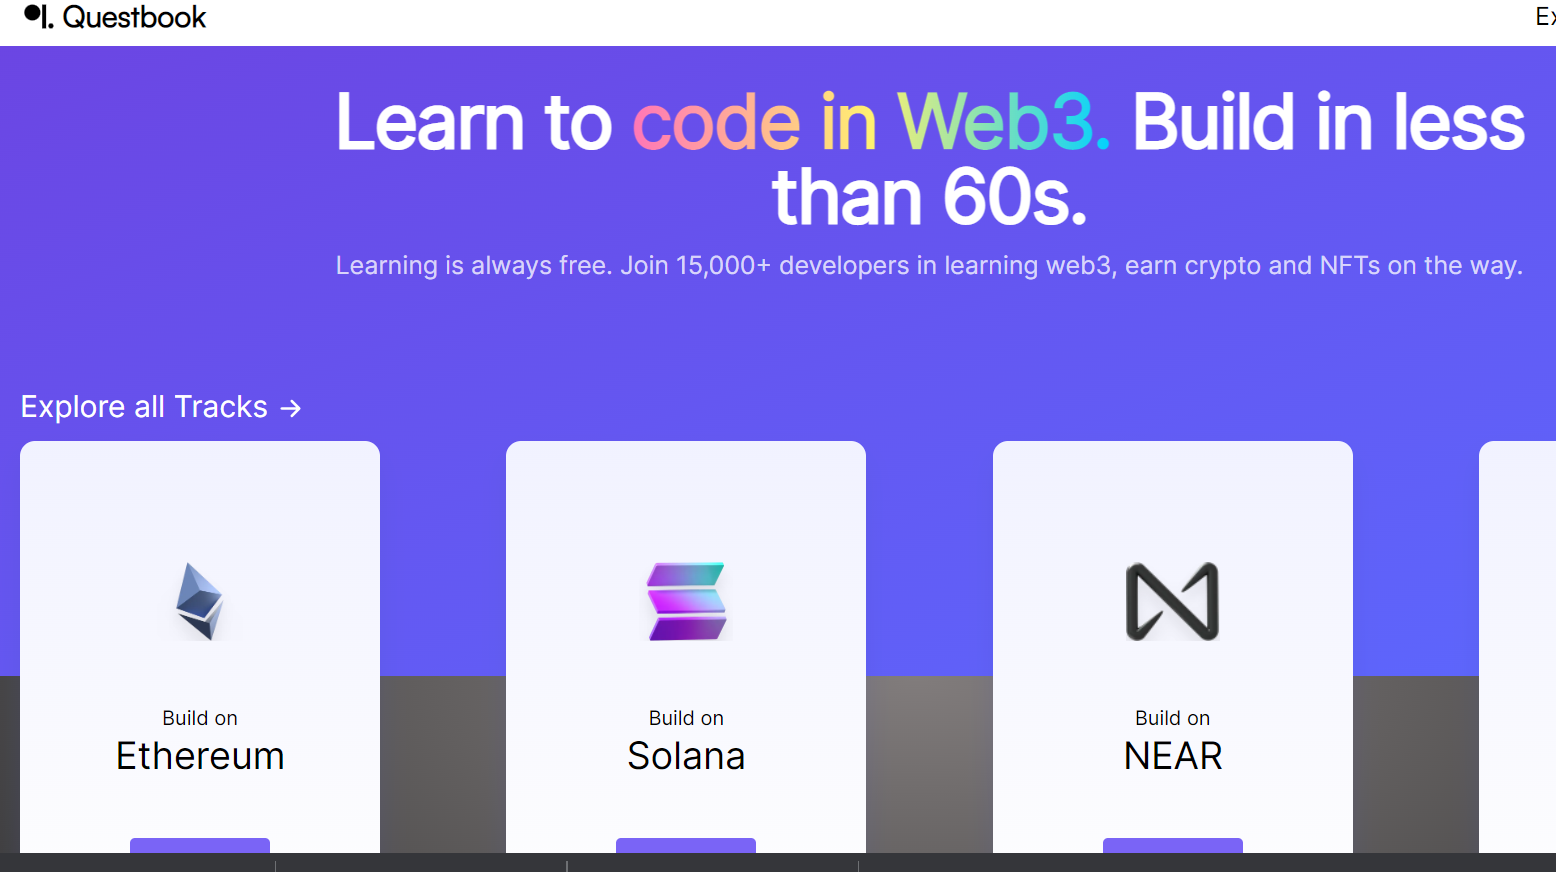 Questbook
Learn to code in Web3. Build in less
than 60s.
Learning is always free. Join 15,000+ developers in learning web3, earn crypto and NFTs on the way.
Explore all Tracks →
Build on
Ethereum
Build on
Solana
Build on
NEAR